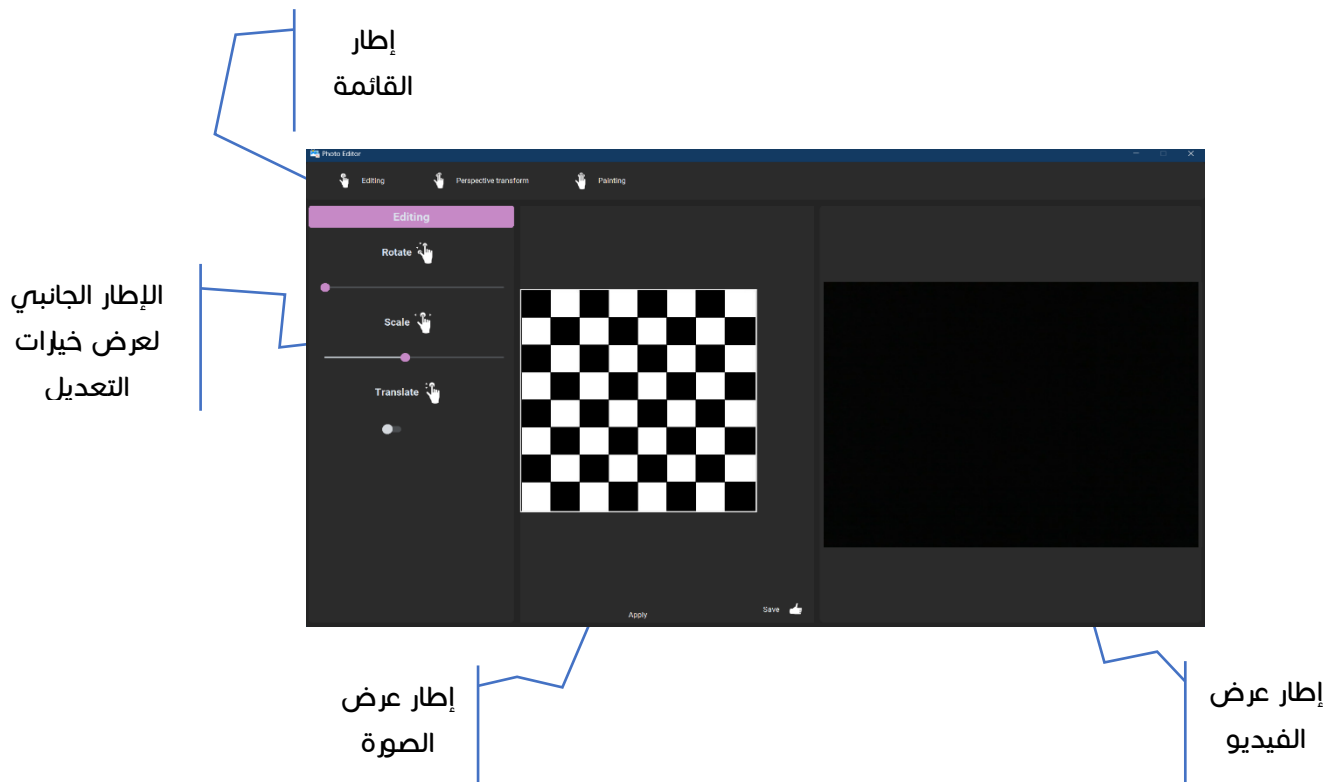 إطار
القائمة
Photo Editor
Editing
Perspective transform
Painting
Editing
Rotate
Scale
Translate
Apply
Save
الإطار الجانبي
لعرض خيارات
التعديل
إطار عرض
الصورة
إطار عرض
الفيديو